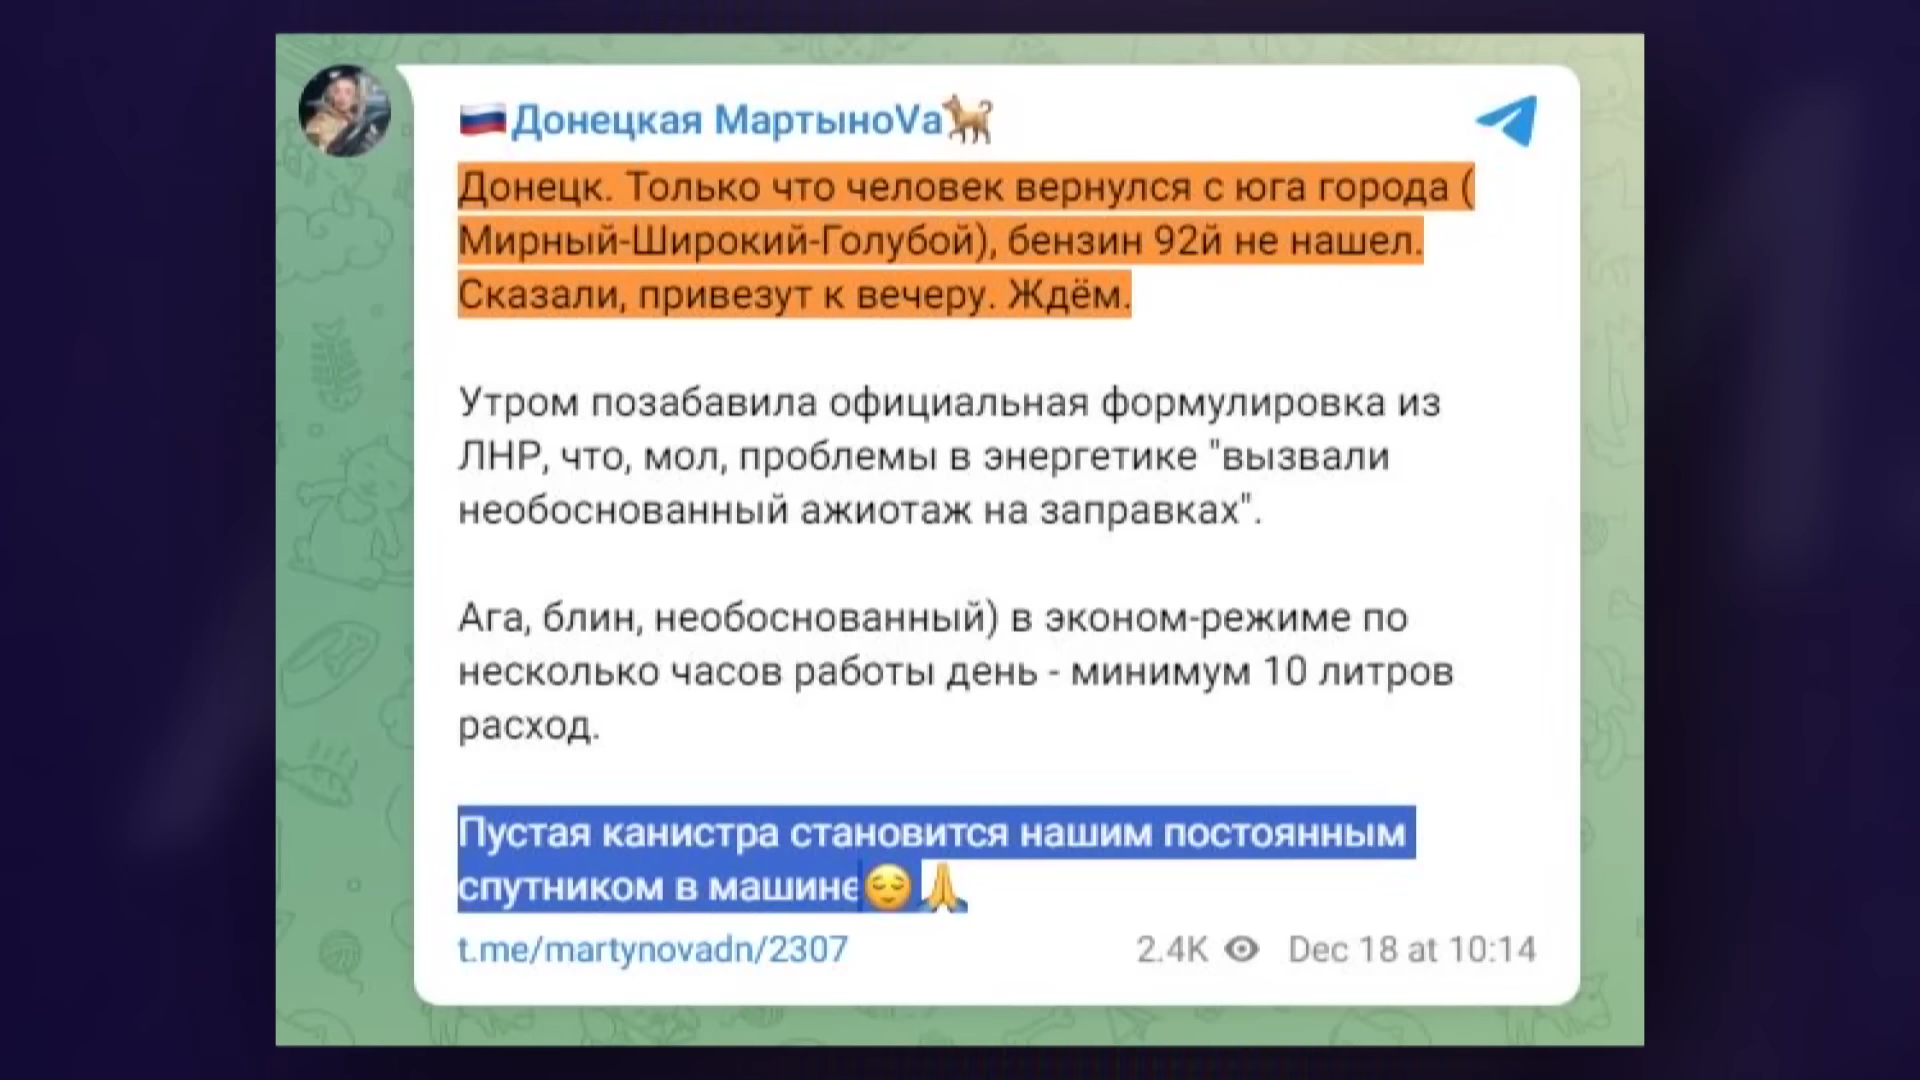 🇷🇺Донецкая МартыноVа🐕
Донецк. Только что человек вернулся с юга города (
Мирный-Широкий-Голубой), бензин 92й не нашел.
Сказали, привезут к вечеру. Ждём.
Утром позабавила официальная формулировка из
ЛНР, что, мол, проблемы в энергетике "вызвали
необоснованный ажиотаж на заправках".
Ага, блин, необоснованный) в эконом-режиме по
несколько часов работы день - минимум 10 литров
расход.
Пустая канистра становится нашим постоянным
спутником в машине😌🙏
t.me/martynovadn/2307 2.4K Dec 18 at 10:14